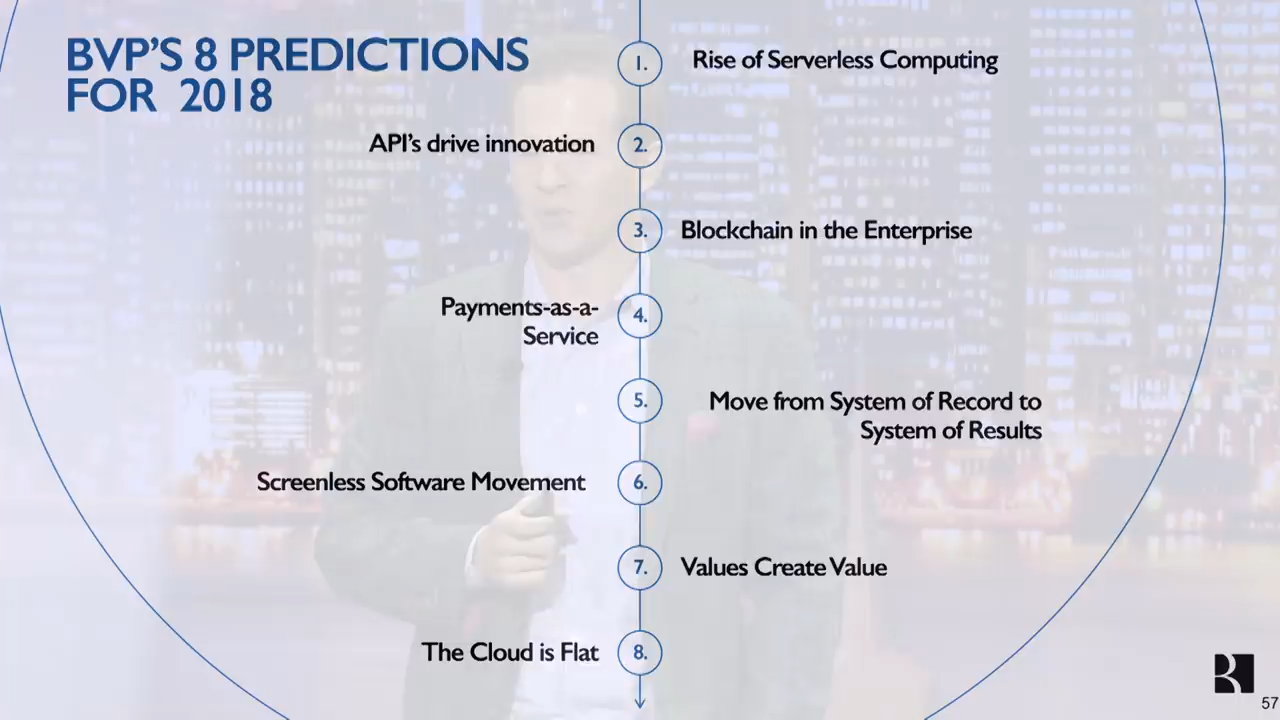 BVP'S 8 PREDICTIONS
FOR 2018
1.
Rise of Serverless Computing
API's drive innovation
2.
3.
Blockchain in the Enterprise
Payments-as-a-
Service
4.
5.
Move from System of Record to
System of Results
Screenless Software Movement
6.
7.
Values Create Value
The Cloud is Flat
8.
57